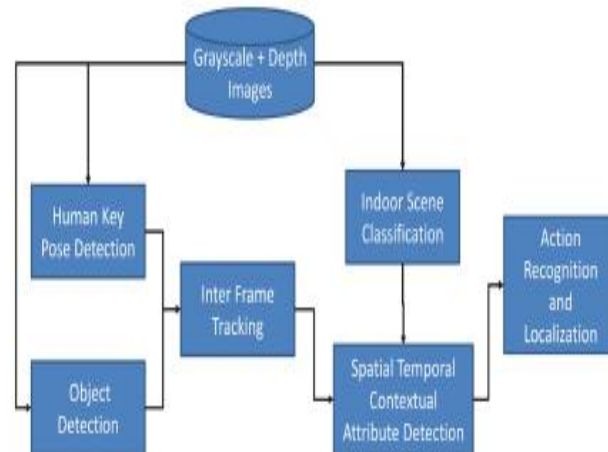 Grayscale + Depth
Images
Human Key
Pose Detection
Indoor Scene
Classification
Action
Recognition
and
Localization
Inter Frame
Tracking
Object
Detection
Spatial Temporal
Contextual
Attribute Detection